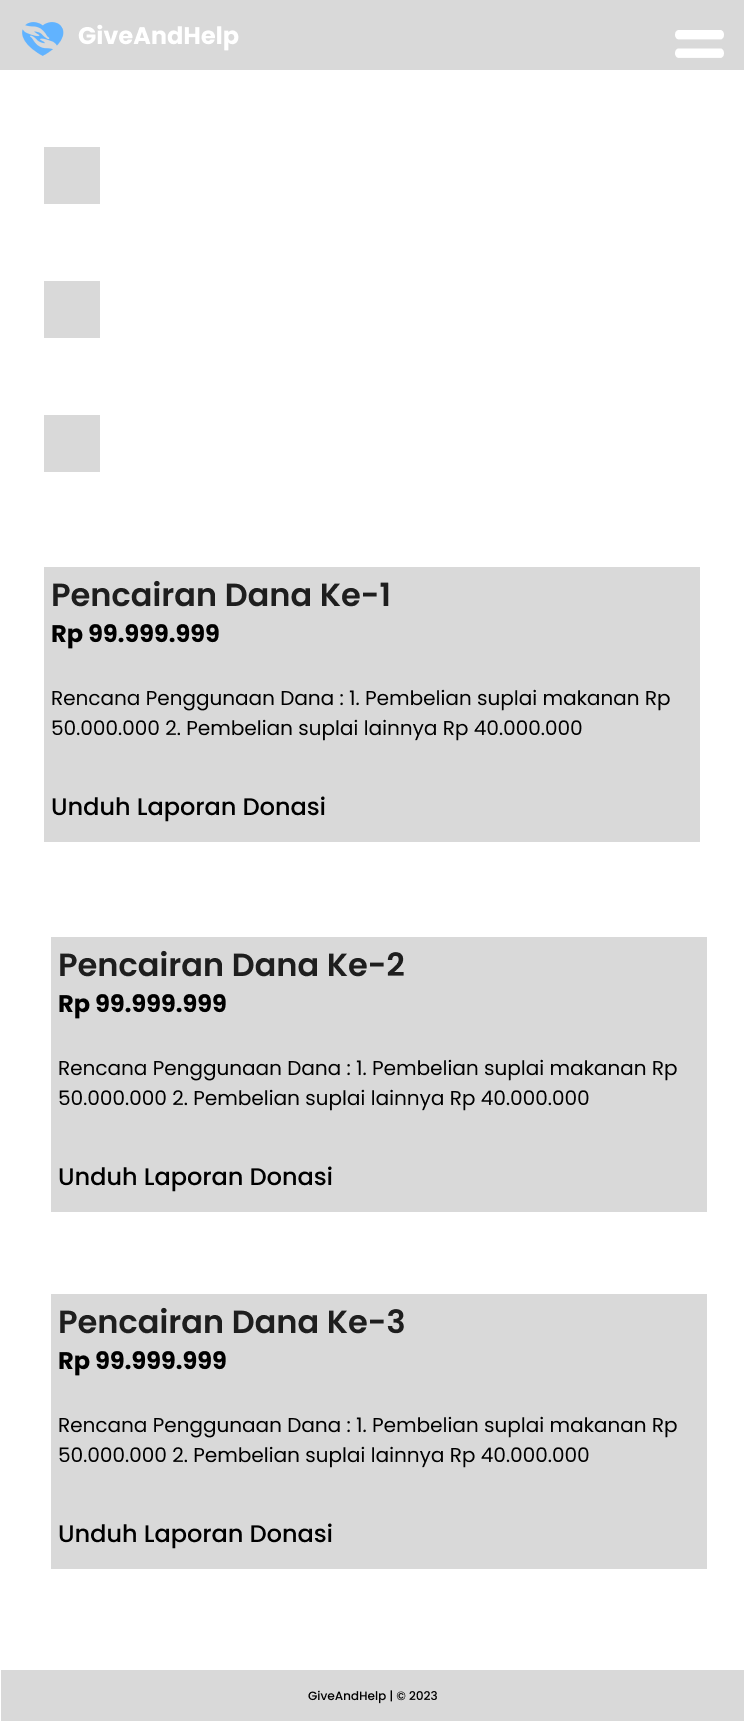 GiveAndHelp
Pencairan Dana Ke-1
Rp 99.999.999
Rencana Penggunaan Dana : 1. Pembelian suplai makanan Rp
50.000.000 2. Pembelian suplai lainnya Rp 40.000.000
Unduh Laporan Donasi
Pencairan Dana Ke-2
Rp 99.999.999
Rencana Penggunaan Dana : 1. Pembelian suplai makanan Rp
50.000.000 2. Pembelian suplai lainnya Rp 40.000.000
Unduh Laporan Donasi
Pencairan Dana Ke-3
Rp 99.999.999
Rencana Penggunaan Dana : 1. Pembelian suplai makanan Rp
50.000.000 2. Pembelian suplai lainnya Rp 40.000.000
Unduh Laporan Donasi
GiveAndHelp | © 2023